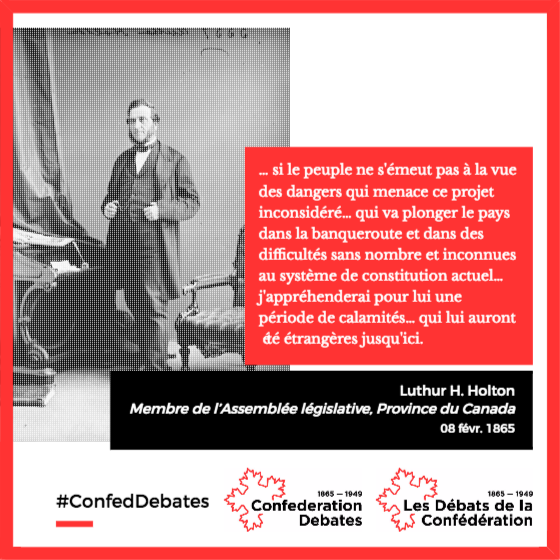 ... si le peuple ne s'émeut pas à la vue
des dangers qui menace ce projet
inconsidéré... qui va plonger le pays
dans la banqueroute et dans des
difficultés sans nombre et inconnues
au système de constitution actuel...
j'appréhenderai pour lui une
période de calamités... qui lui auront
été étrangères jusqu'ici.
Luthur H. Holton
Membre de l'Assemblée législative, Province du Canada
08 févr. 1865
#ConfedDebates
1865 — 1949
Confederation
Debates
1865 — 1949
Les Débats de la
Confédération